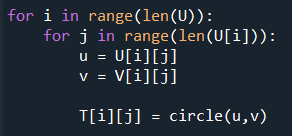 for i in range(len(U)):
    for j in range(len(U[i])):
        u = U[i][j]
        v = V[i][j]

        T[i][j] = circle(u,v)